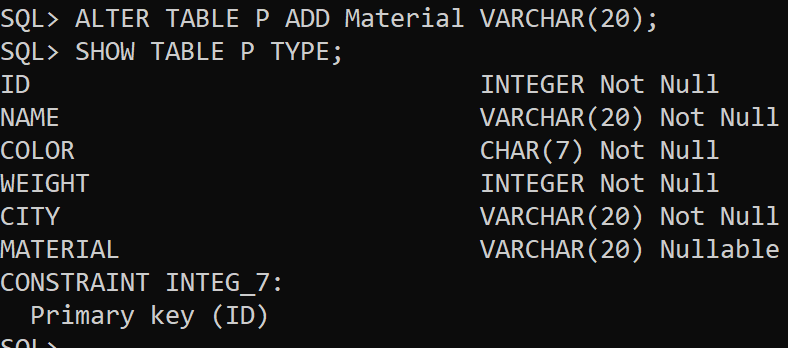 SQL> ALTER TABLE P ADD Material VARCHAR(20);
SQL> SHOW TABLE P TYPE;
ID INTEGER Not Null
NAME VARCHAR(20) Not Null
COLOR CHAR(7) Not Null
WEIGHT INTEGER Not Null
CITY VARCHAR(20) Not Null
MATERIAL VARCHAR(20) Nullable
CONSTRAINT INTEG_7:
  Primary key (ID)
SQL>